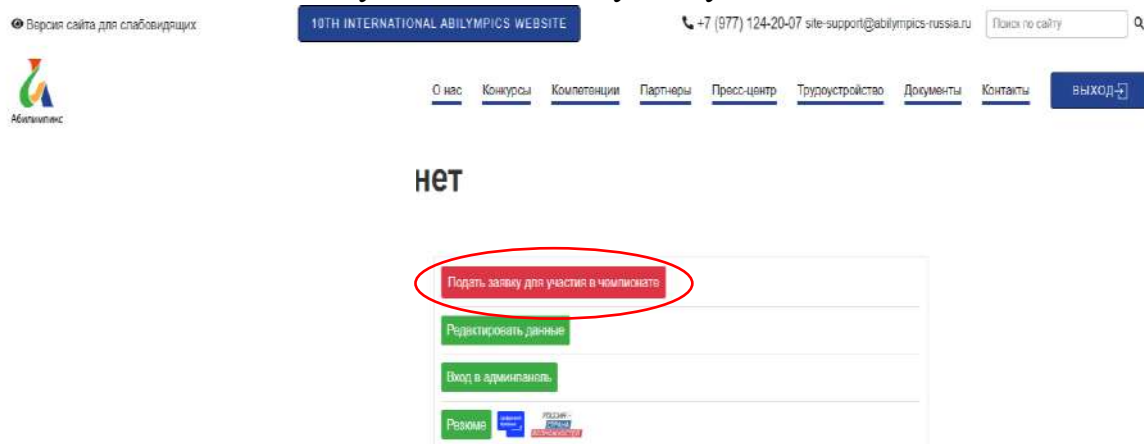 Версия сайта для слабовидящих
10TH INTERNATIONAL ABILYMPICS WEBSITE
+7 (977) 124-20-07 site-support@abilympics-russia.ru
Поиск по сайту
Абилимпикс
О нас Конкурсы Компетенции Партнеры Пресс-центр Трудоустройство Документы Контакты
ВЫХОД
нет
Подать заявку для участия в чемпионате
Редактировать данные
Вход в админпанель
Резюме
РОССИЯ –
СТРАНА
ВОЗМОЖНОСТЕЙ